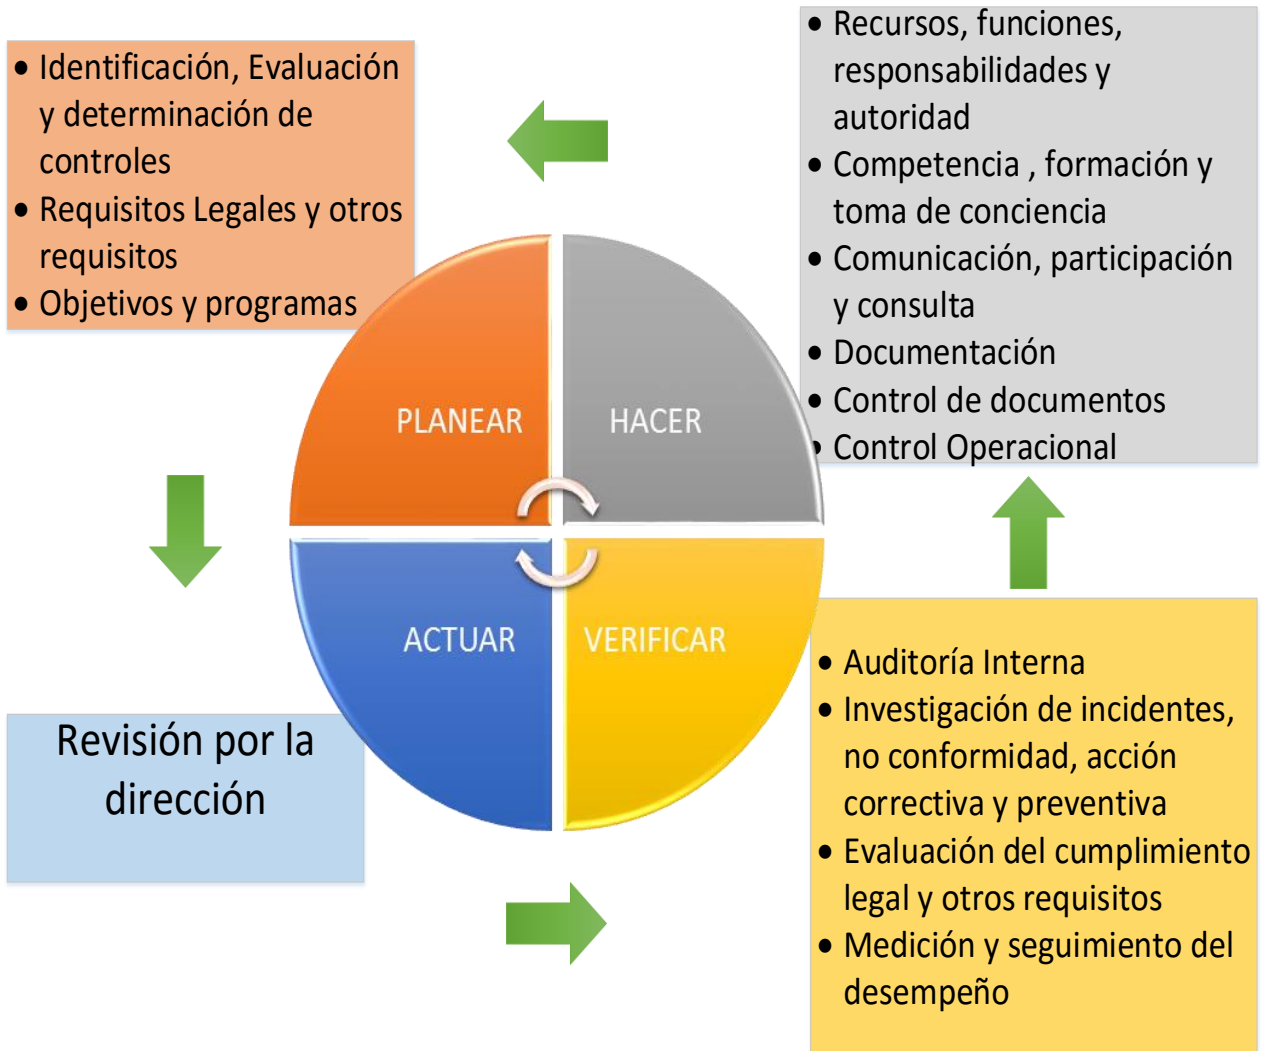 • Identificación, Evaluación
y determinación de
controles
• Requisitos Legales y otros
requisitos
• Objetivos y programas
• Recursos, funciones,
responsabilidades y
autoridad
• Competencia , formación y
toma de conciencia
• Comunicación, participación
y consulta
• Documentación
• Control de documentos
• Control Operacional
PLANEAR
HACER
ACTUAR
VERIFICAR
Revisión por la
dirección
• Auditoría Interna
• Investigación de incidentes,
no conformidad, acción
correctiva y preventiva
• Evaluación del cumplimiento
legal y otros requisitos
• Medición y seguimiento del
desempeño